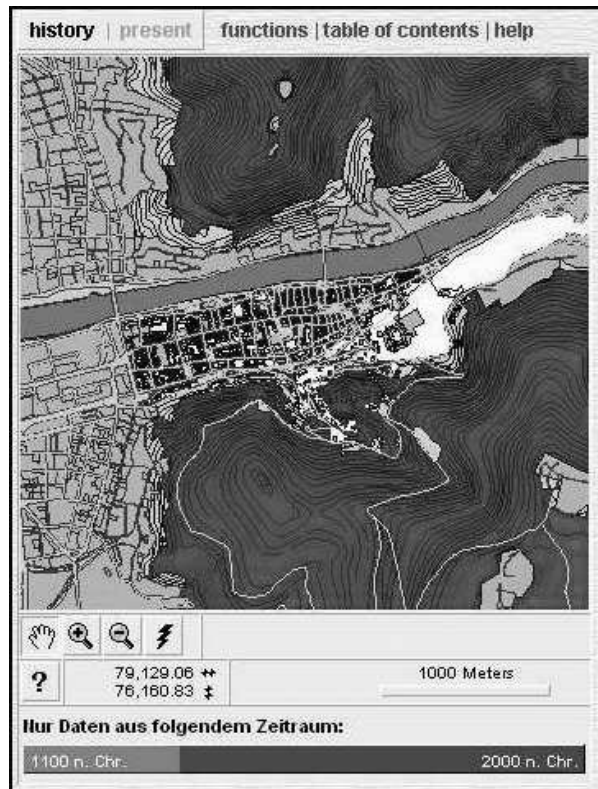 history | present functions | table of contents | help
? 79,129.06 ↔
76,160.83 ↕
1000 Meters
Nur Daten aus folgendem Zeitraum:
1100 n. Chr. 2000 n. Chr.